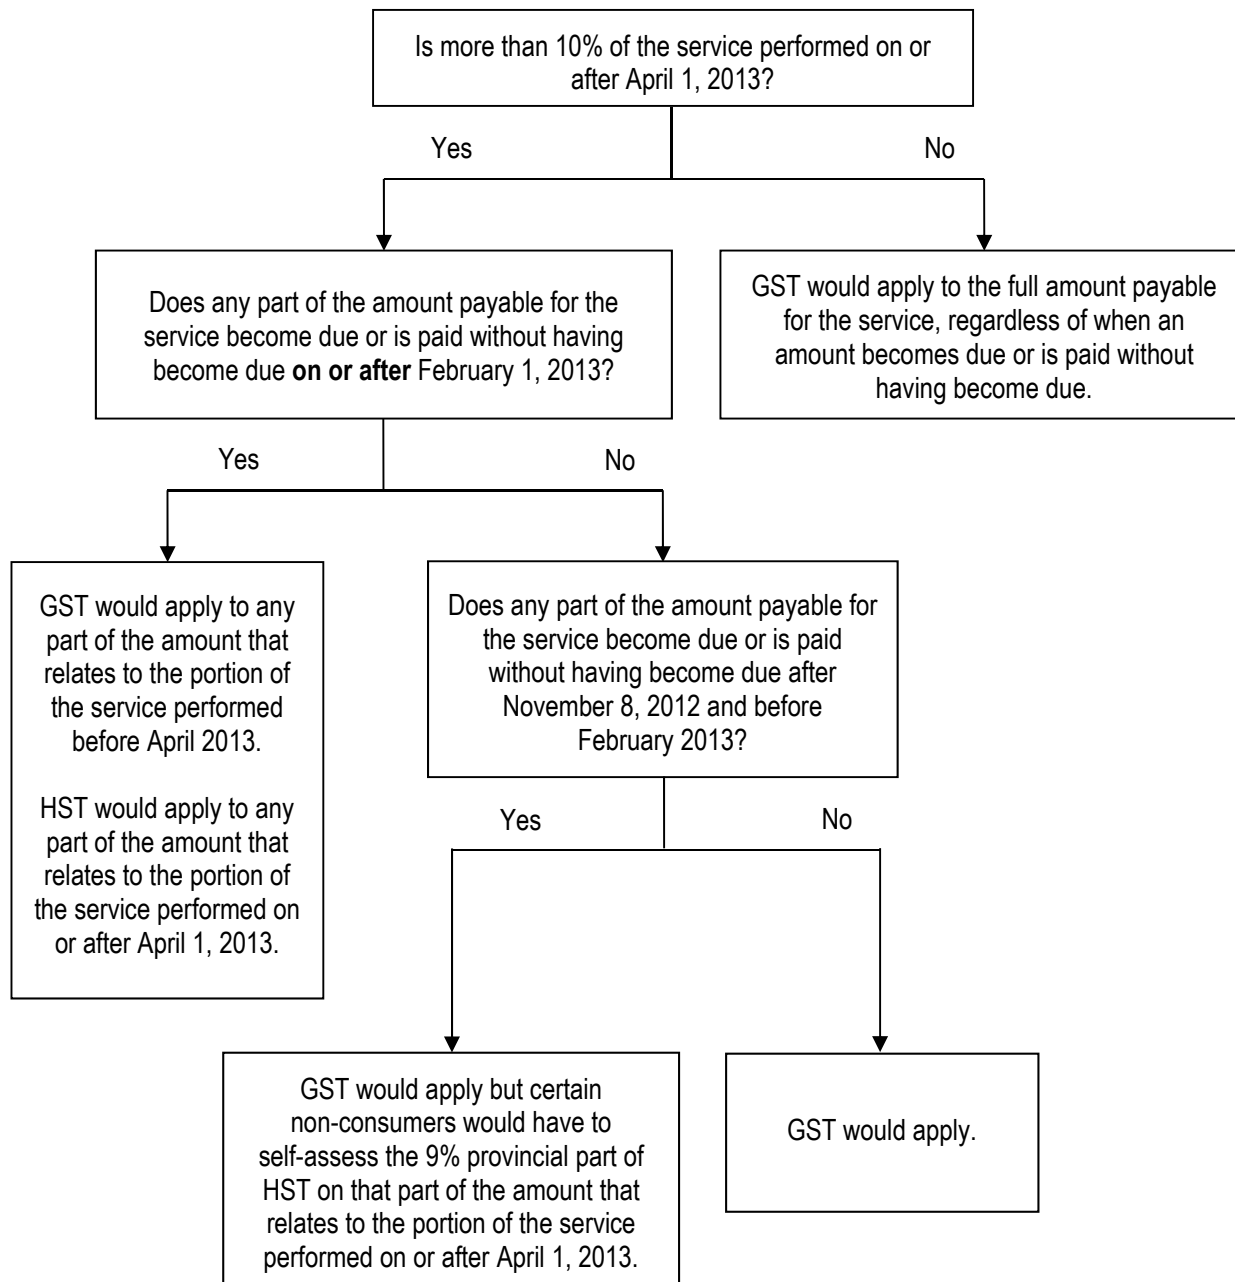 Is more than 10% of the service performed on or
after April 1, 2013?
Yes
No
Does any part of the amount payable for the
service become due or is paid without having
become due on or after February 1, 2013?
GST would apply to the full amount payable
for the service, regardless of when an
amount becomes due or is paid without
having become due.
Yes
No
GST would apply to any
part of the amount that
relates to the portion of
the service performed
before April 2013.
HST would apply to any
part of the amount that
relates to the portion of
the service performed on
or after April 1, 2013.
Does any part of the amount payable for
the service become due or is paid
without having become due after
November 8, 2012 and before
February 2013?
Yes
No
GST would apply but certain
non-consumers would have to
self-assess the 9% provincial part of
HST on that part of the amount that
relates to the portion of the service
performed on or after April 1, 2013.
GST would apply.